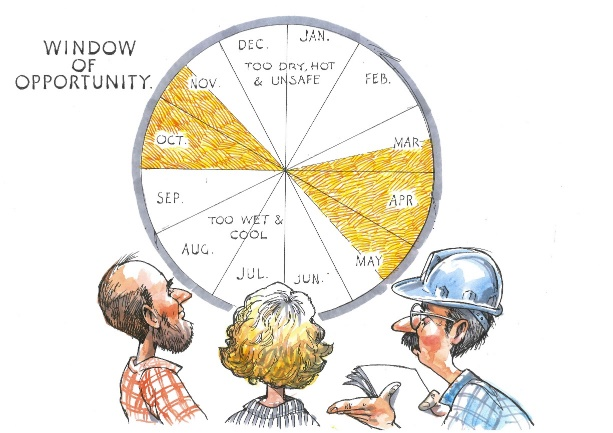 WINDOW
OF
OPPORTUNITY.
DEC.
JAN.
TOO DRY, HOT
& UNSAFE
NOV.
FEB.
OCT.
MAR.
SEP.
APR
TOO WET &
COOL
AUG.
MAY
JUL.
JUN.